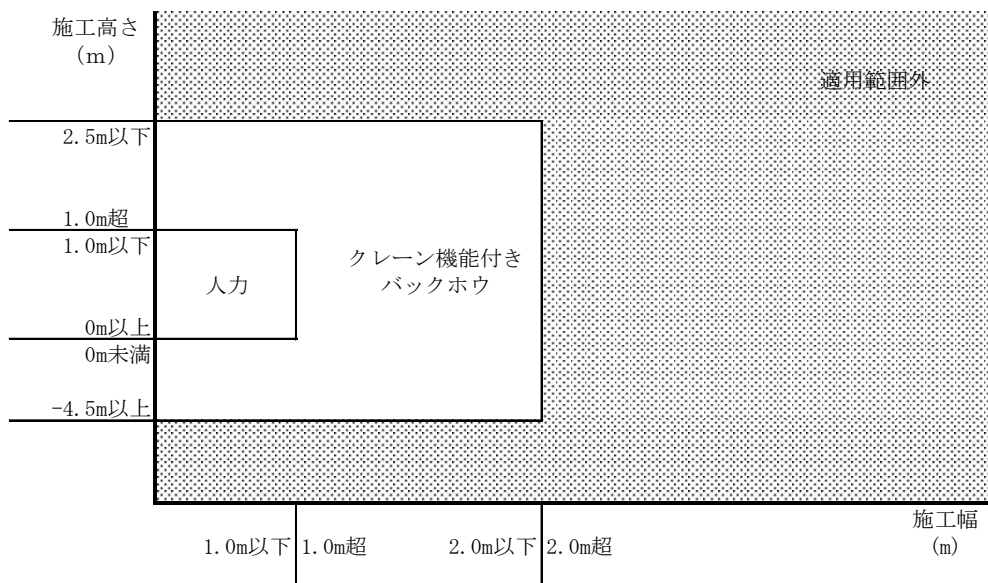 施工高さ
(m)
適用範囲外
2.5m以下
1.0m超
1.0m以下
クレーン機能付き
バックホウ
人力
0m以上
0m未満
-4.5m以上
施工幅
(m)
1.0m以下
1.0m超
2.0m以下
2.0m超